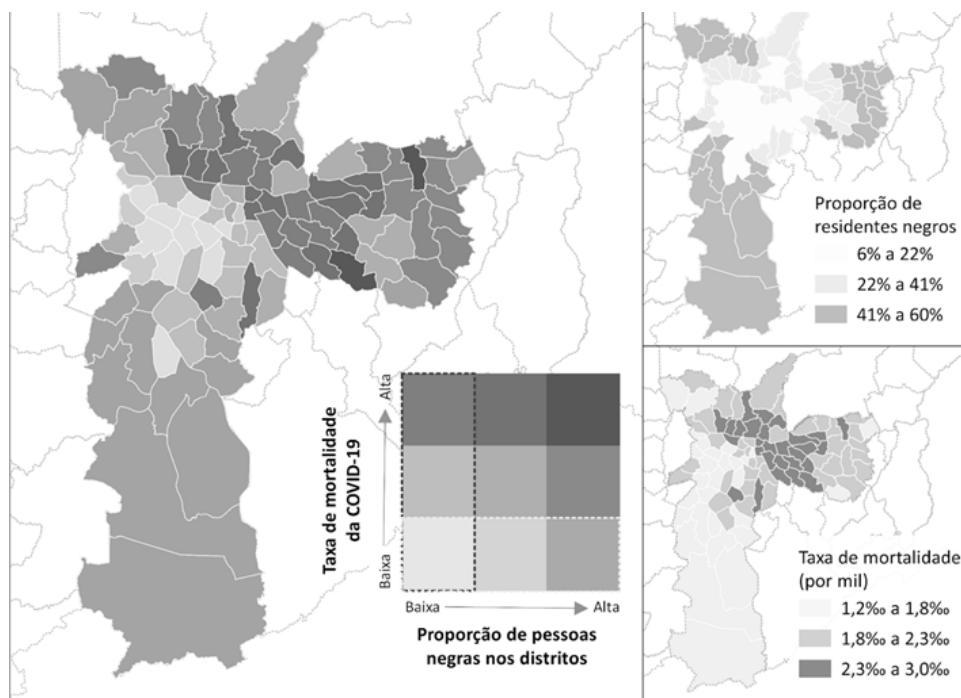 Taxa de mortalidade
da COVID-19
Alta
Baixa
Baixa
Alta
Proporção de pessoas
negras nos distritos
Proporção de
residentes negros
6% a 22%
22% a 41%
41% a 60%
Taxa de mortalidade
(por mil)
1,2‰ a 1,8‰
1,8‰ a 2,3‰
2,3‰ a 3,0‰